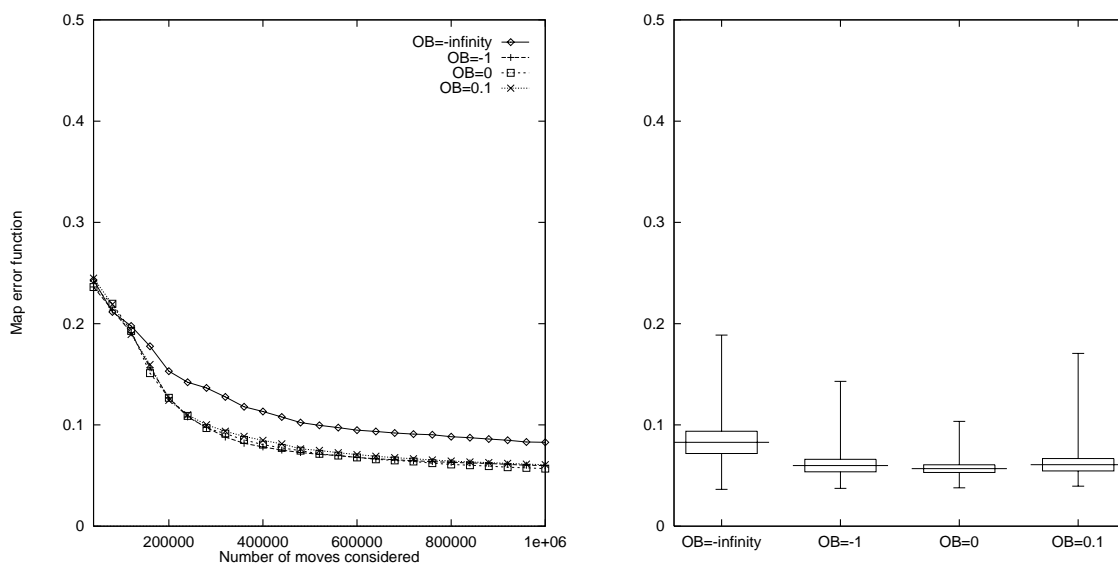 0.5
0.4
0.3
0.2
0.1
0
Map error function
OB=-infinity
OB=-1
OB=0
OB=0.1
200000 400000 600000 800000 1e+06
Number of moves considered
0.5
0.4
0.3
0.2
0.1
0
OB=-infinity OB=-1 OB=0 OB=0.1